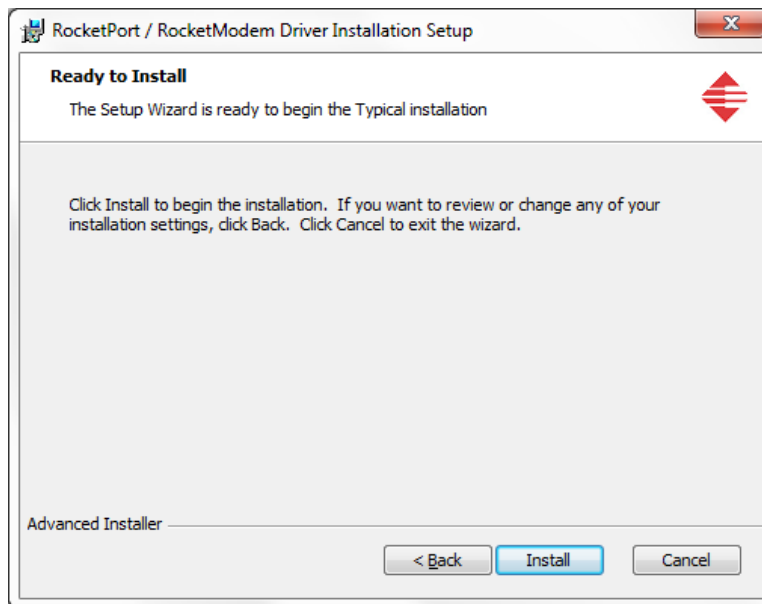 RocketPort / RocketModem Driver Installation Setup
Ready to Install
The Setup Wizard is ready to begin the Typical installation
Click Install to begin the installation. If you want to review or change any of your
installation settings, click Back. Click Cancel to exit the wizard.
Advanced Installer
< Back Install Cancel